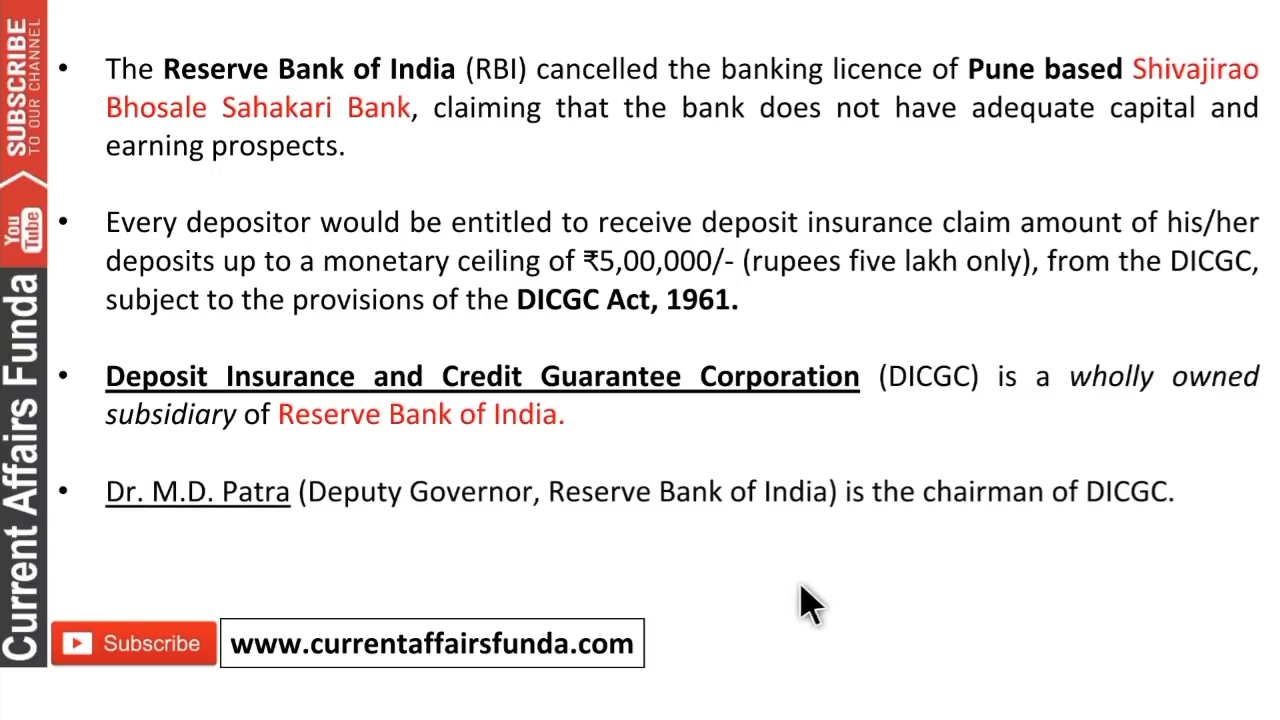 SUBSCRIBE
TO OUR CHANNEL
You
Tube
Current Affairs Funda
• The Reserve Bank of India (RBI) cancelled the banking licence of Pune based Shivajirao
Bhosale Sahakari Bank, claiming that the bank does not have adequate capital and
earning prospects.
• Every depositor would be entitled to receive deposit insurance claim amount of his/her
deposits up to a monetary ceiling of ₹5,00,000/- (rupees five lakh only), from the DICGC,
subject to the provisions of the DICGC Act, 1961.
• Deposit Insurance and Credit Guarantee Corporation (DICGC) is a wholly owned
subsidiary of Reserve Bank of India.
• Dr. M.D. Patra (Deputy Governor, Reserve Bank of India) is the chairman of DICGC.
Subscribe
www.currentaffairsfunda.com